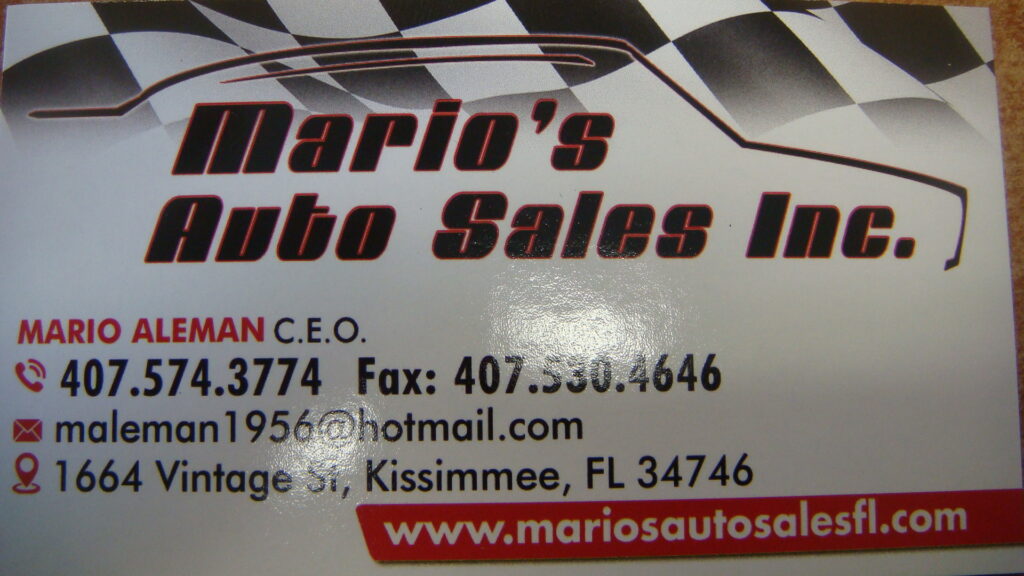 Mario's
Auto Sales Inc.
MARIO ALEMAN C.E.O.
407.574.3774 Fax: 407.530.4646
maleman1956@hotmail.com
1664 Vintage St, Kissimmee, FL 34746
www.mariosautosalesfl.com